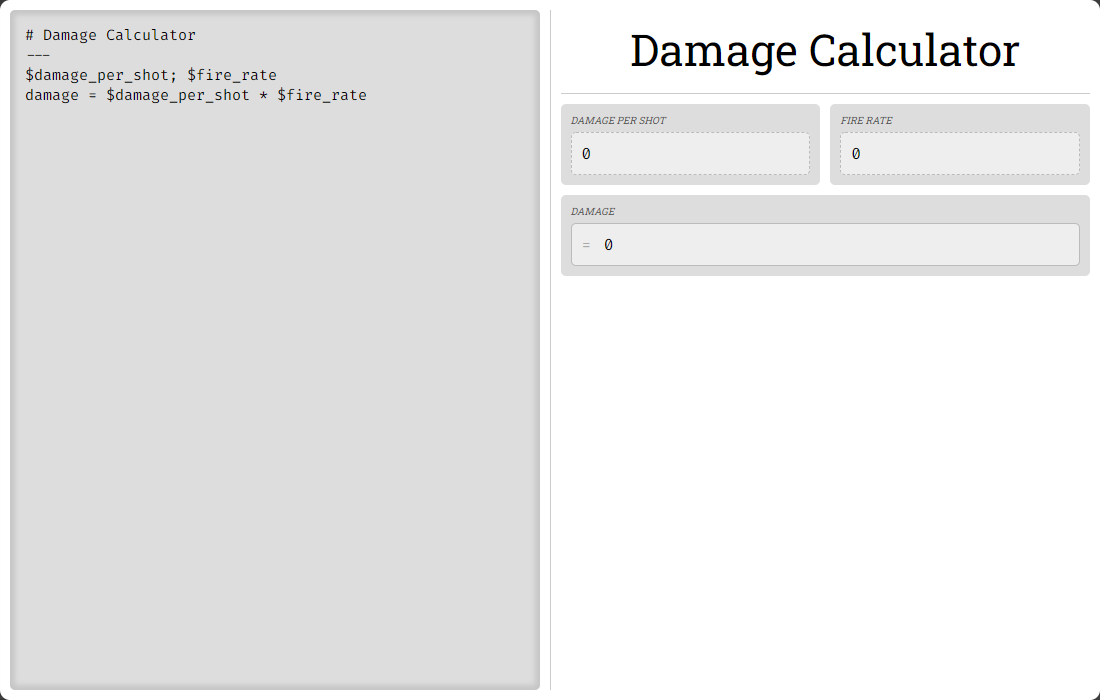 # Damage Calculator
---
$damage_per_shot; $fire_rate
damage = $damage_per_shot * $fire_rate
Damage Calculator
DAMAGE PER SHOT
0
FIRE RATE
0
DAMAGE
= 0